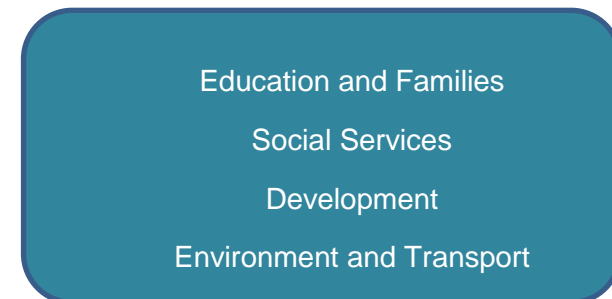 Education and Families
Social Services
Development
Environment and Transport